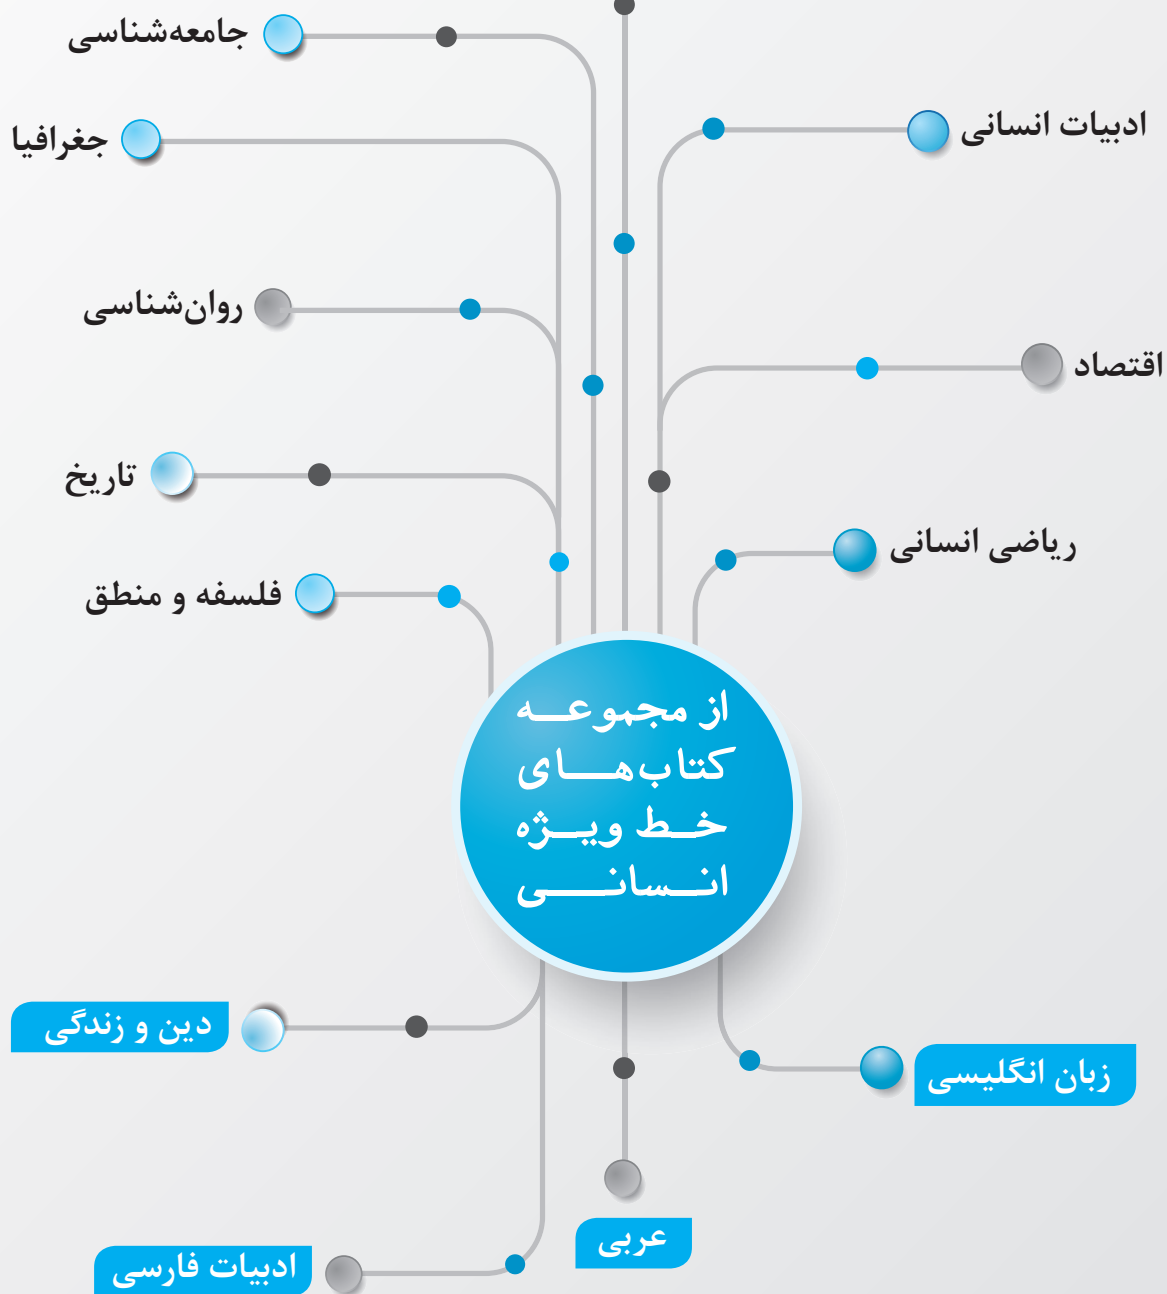 جامعه‌شناسی
ادبیات انسانی
جغرافیا
روان‌شناسی
اقتصاد
تاریخ
ریاضی انسانی
فلسفه و منطق
از مجموعه
کتاب‌های
خط ویژه
انسانی
دین و زندگی
زبان انگلیسی
عربی
ادبیات فارسی